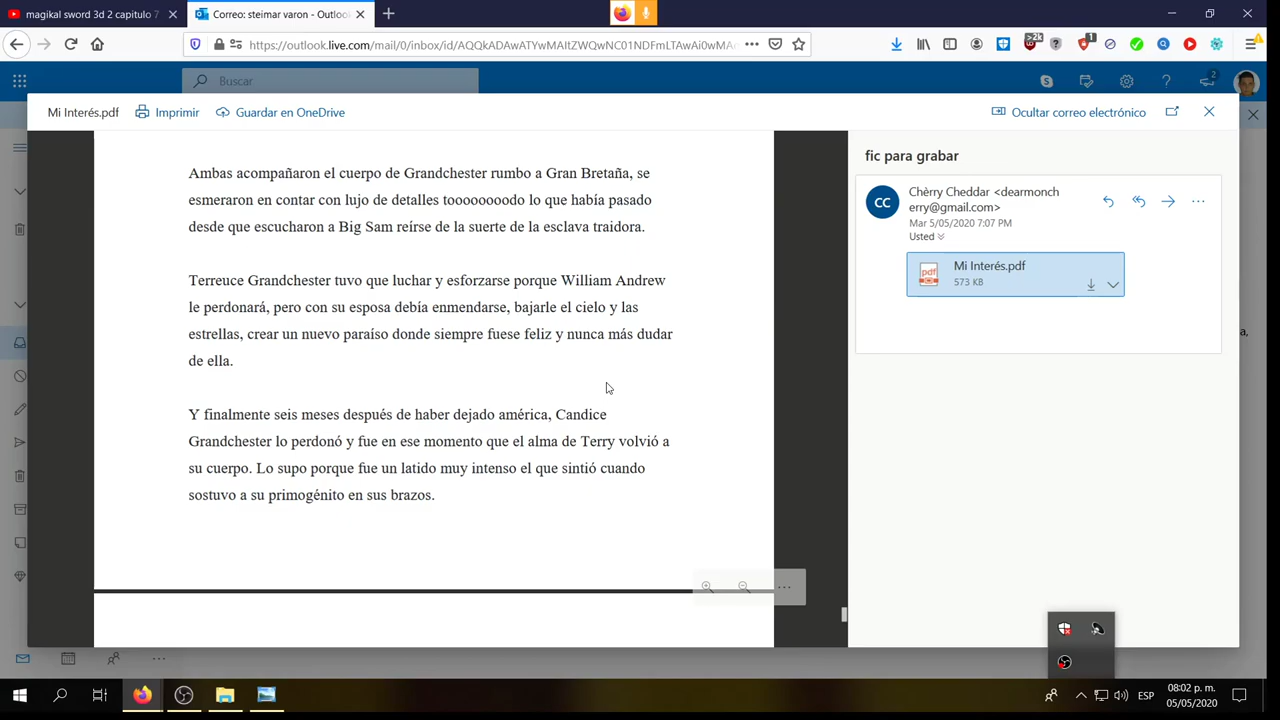 magikal sword 3d 2 capitulo 7
Correo: steimar varon - Outlook
https://outlook.live.com/mail/0/inbox/id/AQQkADAwATYwMAItZWQwNC01NDFmLTAwAi0wMA
>2k
1
Buscar
2
Mi Interés.pdf
Imprimir
Guardar en OneDrive
Ocultar correo electrónico
Ambas acompañaron el cuerpo de Grandchester rumbo a Gran Bretaña, se
esmeraron en contar con lujo de detalles toooooooodo lo que había pasado
desde que escucharon a Big Sam reírse de la suerte de la esclava traidora.
Terreuce Grandchester tuvo que luchar y esforzarse porque William Andrew
le perdonará, pero con su esposa debía enmendarse, bajarle el cielo y las
estrellas, crear un nuevo paraíso donde siempre fuese feliz y nunca más dudar
de ella.
Y finalmente seis meses después de haber dejado américa, Candice
Grandchester lo perdonó y fue en ese momento que el alma de Terry volvió a
su cuerpo. Lo supo porque fue un latido muy intenso el que sintió cuando
sostuvo a su primogénito en sus brazos.
fic para grabar
CC
Chèrry Cheddar <dearmonch
erry@gmail.com>
Mar 5/05/2020 7:07 PM
Usted
pdf
Mi Interés.pdf
573 KB
a,
ESP
08:02 p. m.
05/05/2020